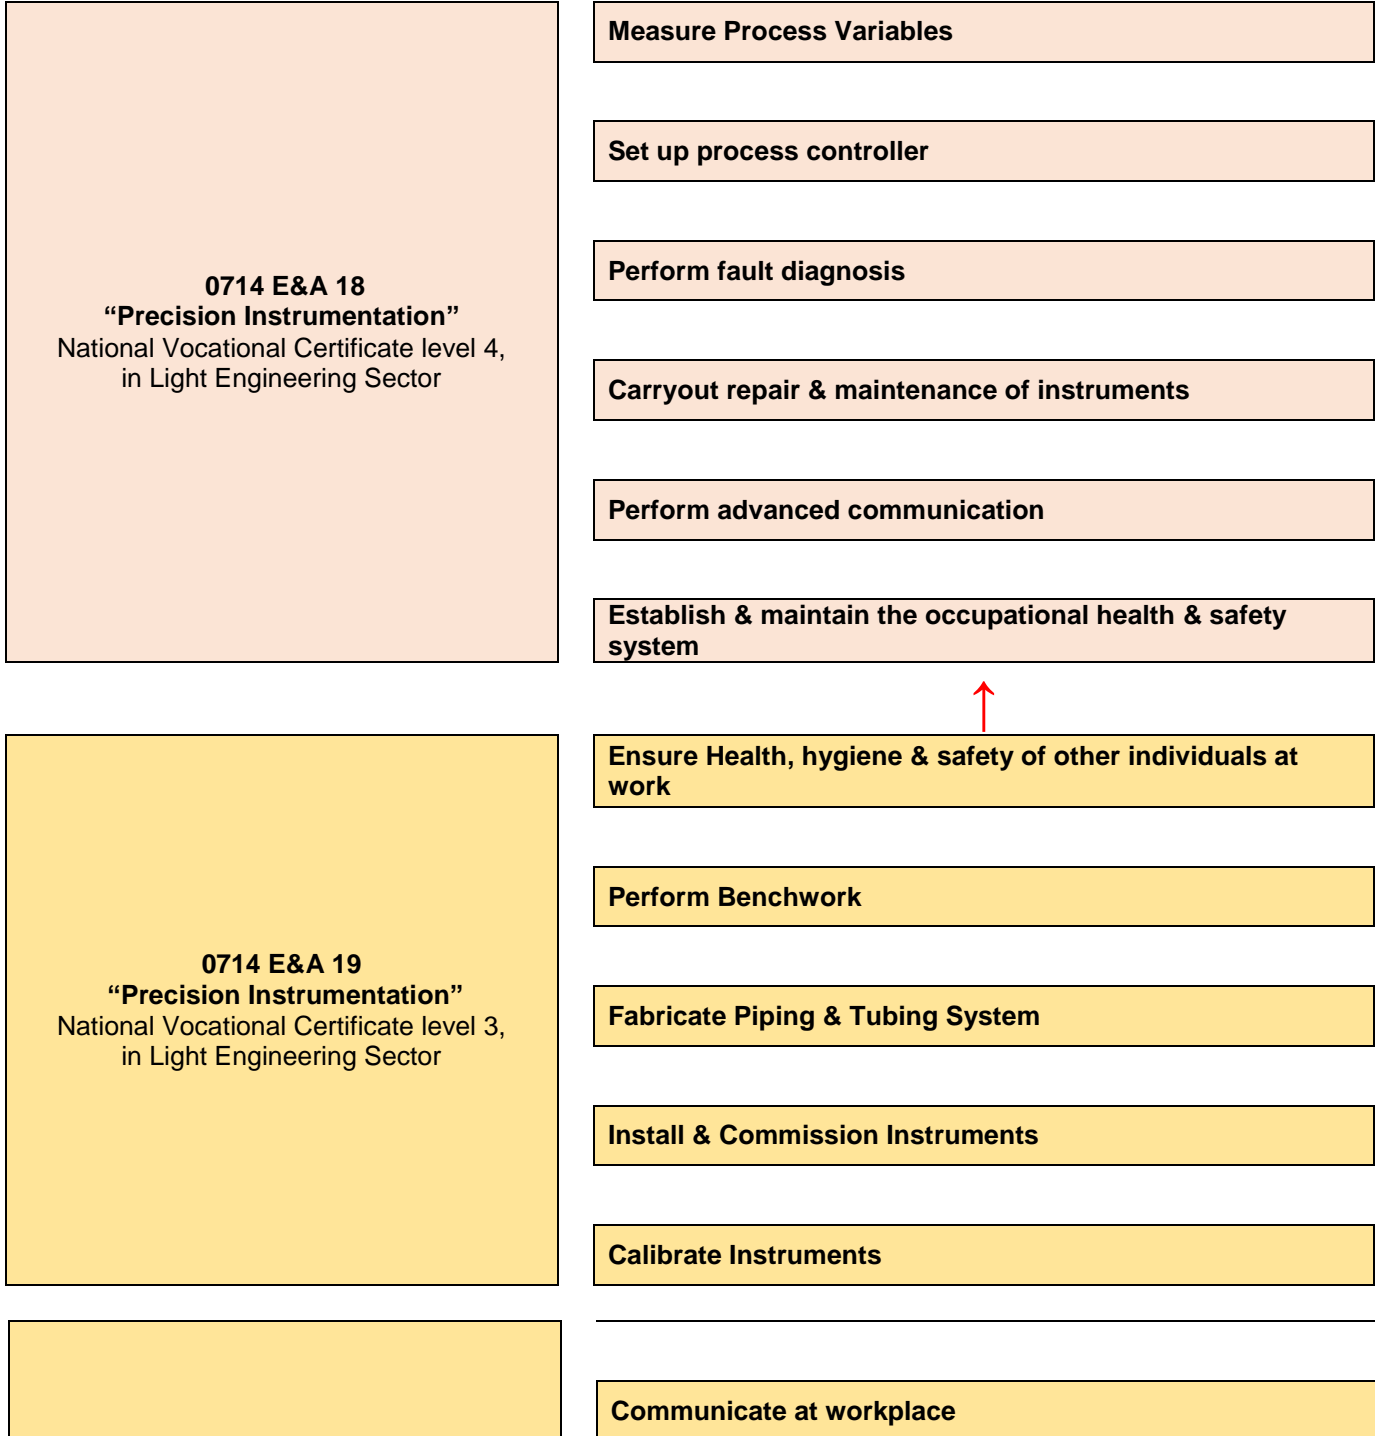 Measure Process Variables
Set up process controller
Perform fault diagnosis
0714 E&A 18
“Precision Instrumentation”
National Vocational Certificate level 4,
in Light Engineering Sector
Carryout repair & maintenance of instruments
Perform advanced communication
Establish & maintain the occupational health & safety
system
Ensure Health, hygiene & safety of other individuals at
work
Perform Benchwork
0714 E&A 19
“Precision Instrumentation”
National Vocational Certificate level 3,
in Light Engineering Sector
Fabricate Piping & Tubing System
Install & Commission Instruments
Calibrate Instruments
Communicate at workplace